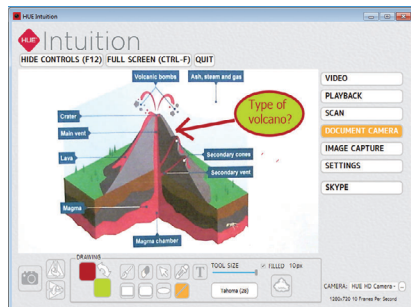 HUE Intuition
HUE Intuition
HIDE CONTROLS (F12) FULL SCREEN (CTRL-F) QUIT
Volcanic bombs
Ash, steam and gas
Crater
Main vent
Lava
Magma
Magma chamber
Secondary cones
Secondary vent
Type of
volcano?
VIDEO
PLAYBACK
SCAN
DOCUMENT CAMERA
IMAGE CAPTURE
SETTINGS
SKYPE
DRAWING
TOOL SIZE
FILLED
T
Tahoma (28)
CAMERA: HUE HD Camera -
1280x720 10 Frames Per Second